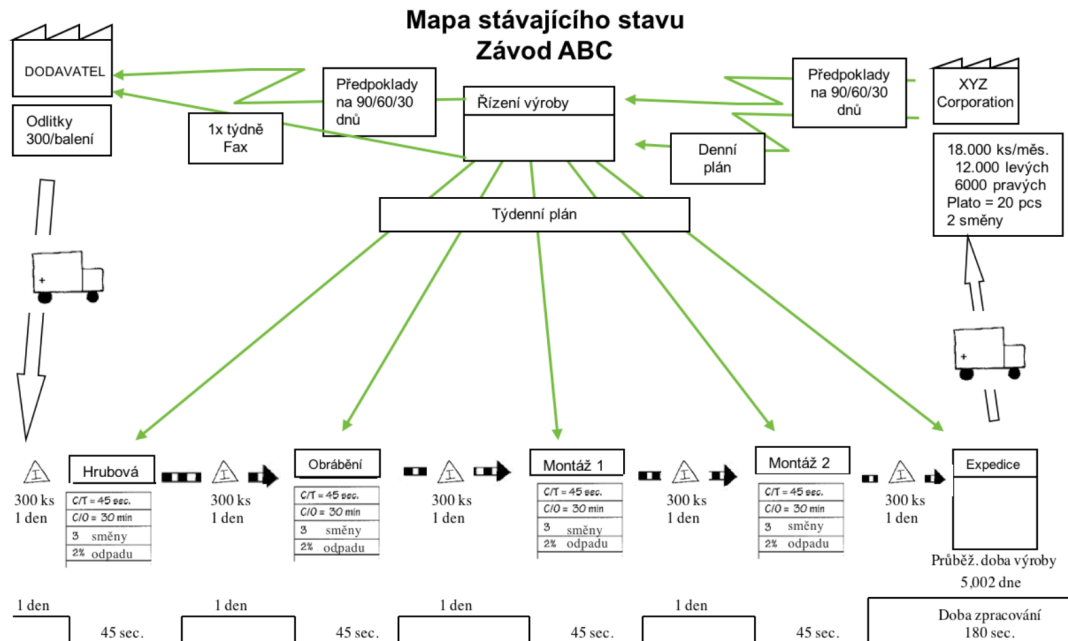 Mapa stávajícího stavu
Závod ABC
DODAVATEL
Odlitky
300/balení
1x týdně
Fax
Předpoklady
na 90/60/30
dnů
Řízení výroby
Předpoklady
na 90/60/30
dnů
Denní
plán
XYZ
Corporation
18.000 ks/měs.
12.000 levých
6000 pravých
Plato = 20 pcs
2 směny
Týdenní plán
I
300 ks
1 den
Hrubová
C/T = 45 sec.
C/O = 30 min
3 směny
2% odpadu
I
300 ks
1 den
Obrábění
C/T = 45 sec.
C/O = 30 min
3 směny
2% odpadu
I
300 ks
1 den
Montáž 1
C/T = 45 sec.
C/O = 30 min
3 směny
2% odpadu
I
300 ks
1 den
Montáž 2
C/T = 45 sec.
C/O = 30 min
3 směny
2% odpadu
I
300 ks
1 den
Expedice
Průběž. doba výroby
5,002 dne
1 den
45 sec.
1 den
45 sec.
1 den
45 sec.
1 den
45 sec.
Doba zpracování
180 sec.